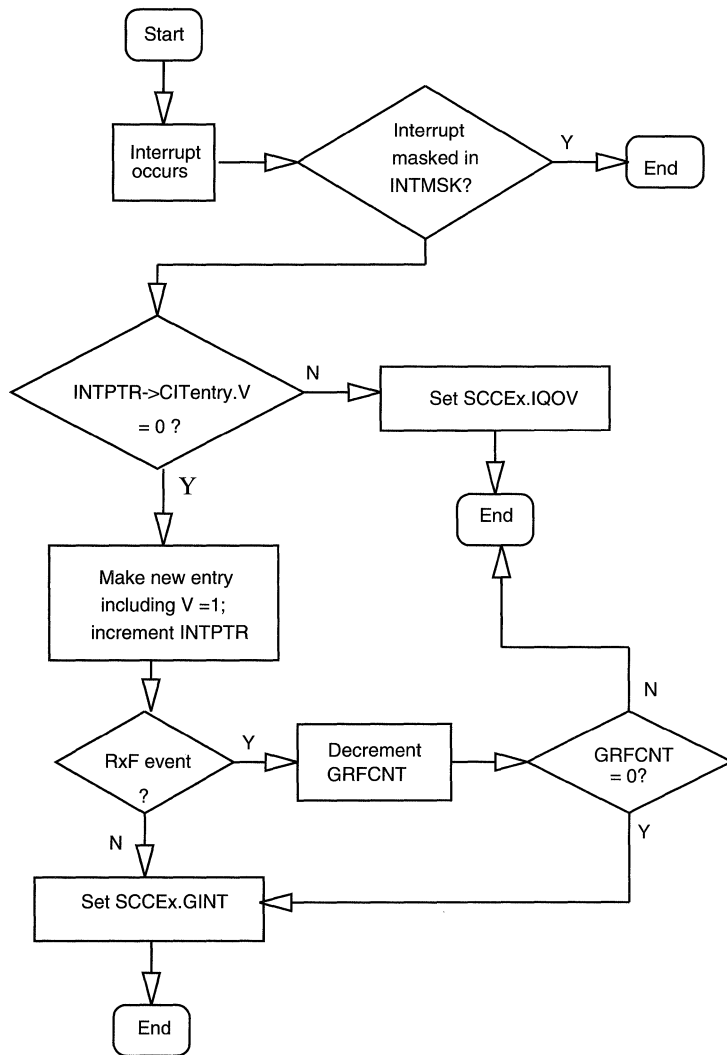 Start
Interrupt
occurs
Interrupt
masked in
INTMSK?
Y
End
INTPTR->CITentry.V
= 0 ?
N
Set SCCEx.IQOV
Y
End
Make new entry
including V =1;
increment INTPTR
N
RxF event
?
Y
Decrement
GRFCNT
GRFCNT
= 0?
N
Y
Set SCCEx.GINT
End